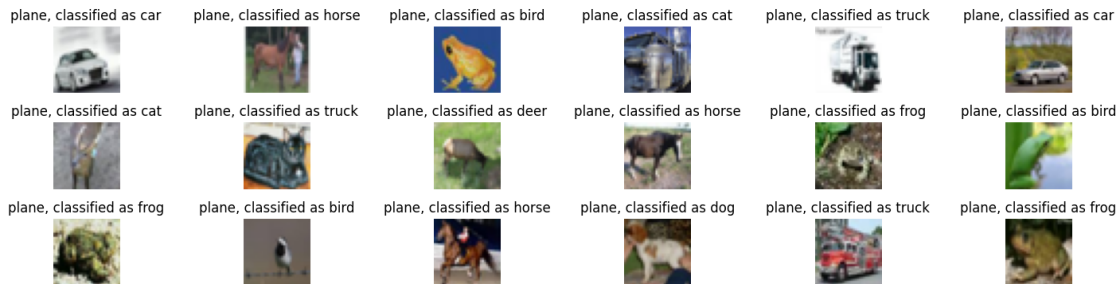 plane, classified as car
plane, classified as horse
plane, classified as bird
plane, classified as cat
plane, classified as truck
plane, classified as car
plane, classified as cat
plane, classified as truck
plane, classified as deer
plane, classified as horse
plane, classified as frog
plane, classified as bird
plane, classified as frog
plane, classified as bird
plane, classified as horse
plane, classified as dog
plane, classified as truck
plane, classified as frog